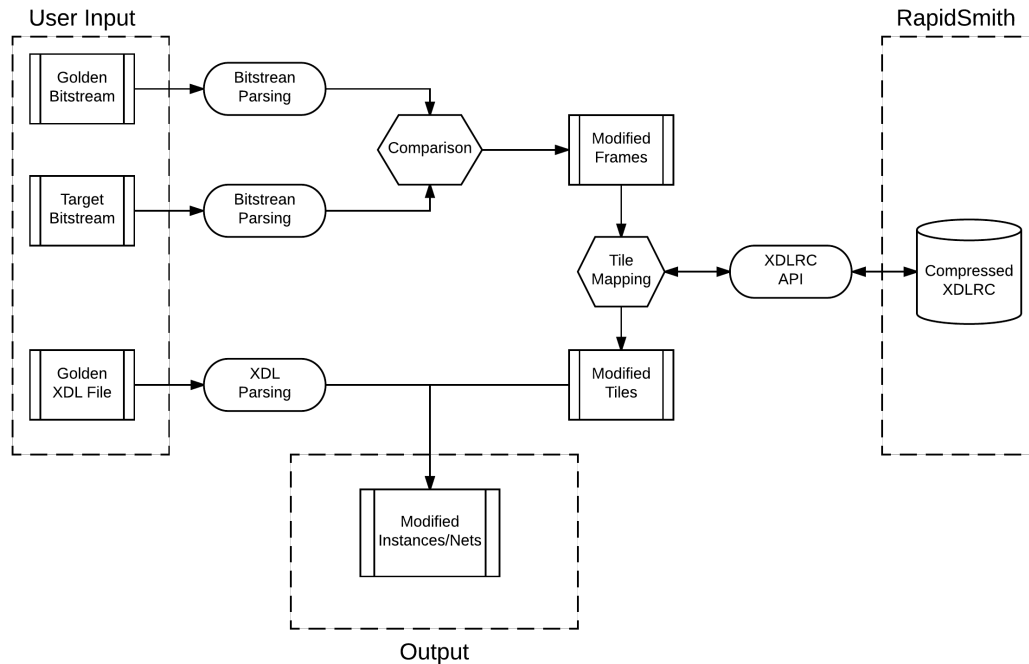 User Input
RapidSmith
Golden
Bitstream
Bitstrean
Parsing
Comparison
Modified
Frames
Target
Bitstream
Bitstrean
Parsing
Tile
Mapping
XDLRC
API
Compressed
XDLRC
Golden
XDL File
XDL
Parsing
Modified
Tiles
Modified
Instances/Nets
Output